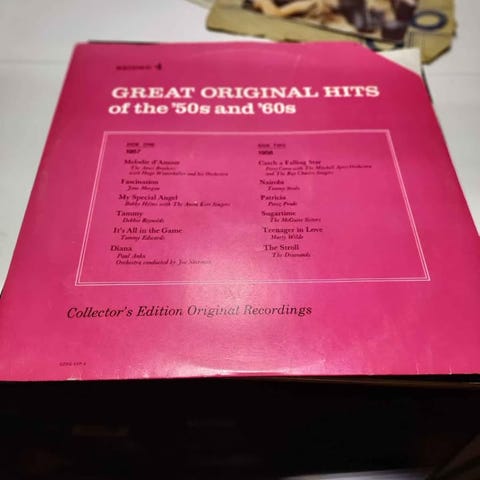 RECORD 4
GREAT ORIGINAL HITS
of the '50s and '60s
SIDE ONE
1957
Melodie d'Amour
The Ames Brothers
with Hugo Winterhalter and his Orchestra
Fascination
Jane Morgan
My Special Angel
Bobby Helms with The Anita Kerr Singers
Tammy
Debbie Reynolds
It's All in the Game
Tommy Edwards
Diana
Paul Anka
Orchestra conducted by Joe Sherman
SIDE TWO
1958
Catch a Falling Star
Perry Como with The Mitchell Ayres Orchestra
and The Ray Charles Singers
Nairobi
Tommy Steele
Patricia
Perez Prado
Sugartime
The McGuire Sisters
Teenager in Love
Marty Wilde
The Stroll
The Diamonds
Collector's Edition Original Recordings